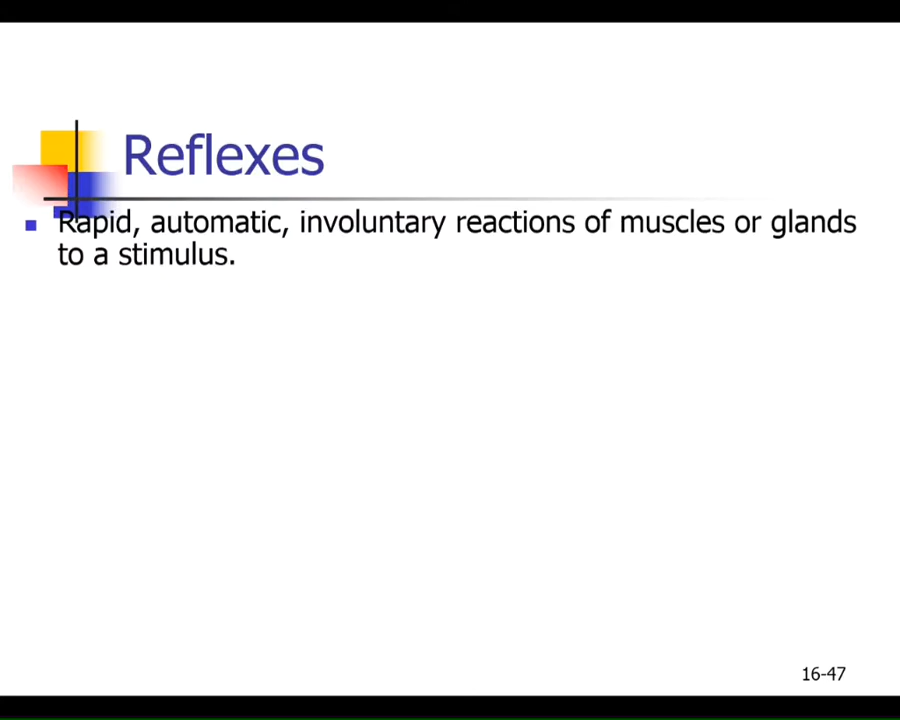 Reflexes
Rapid, automatic, involuntary reactions of muscles or glands
to a stimulus.
16-47